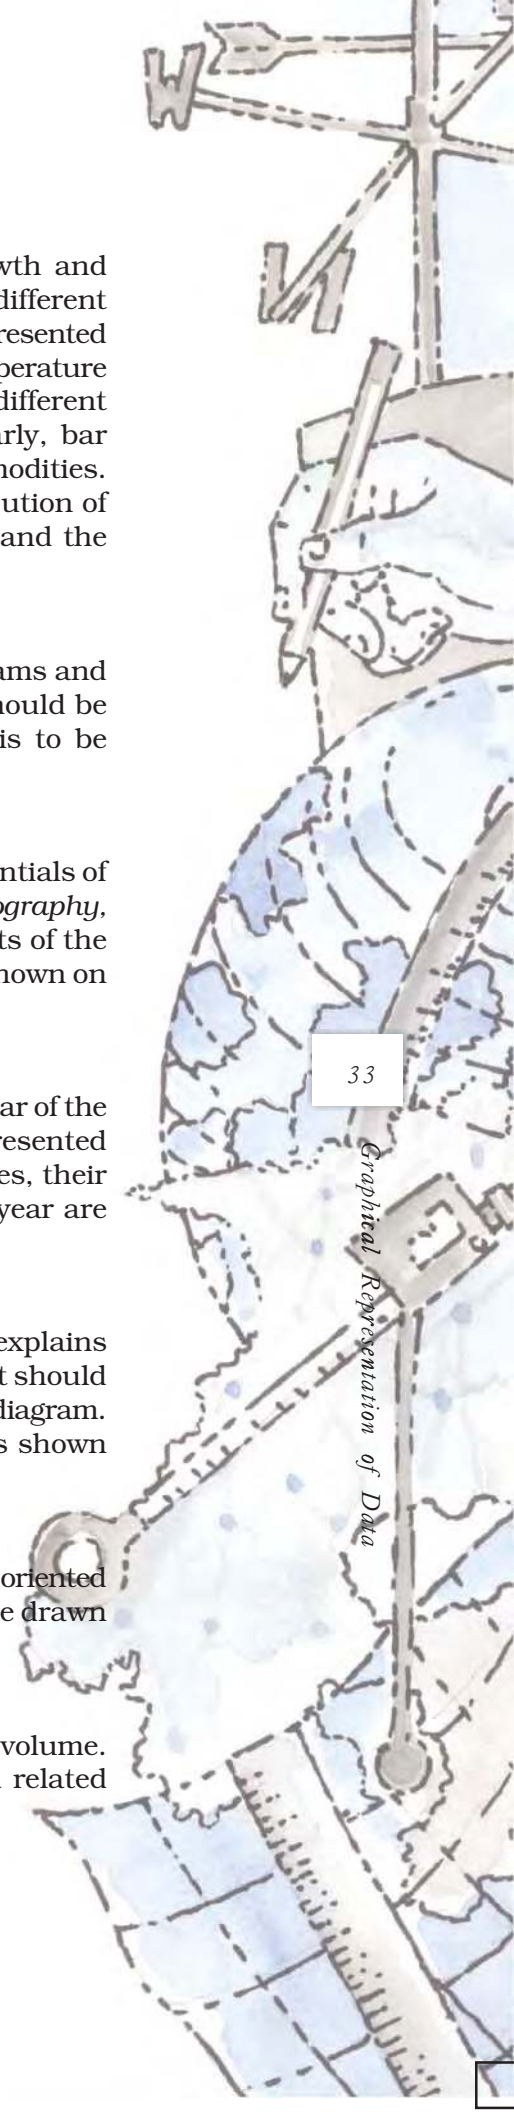 W
N
wth and
different
resented
perature
different
arly, bar
modities.
ution of
and the
ams and
hould be
is to be
ntials of
ography,
ts of the
hown on
33
ar of the
resented
es, their
year are
Graphical Representation of Data
explains
t should
diagram.
s shown
oriented
e drawn
volume.
related